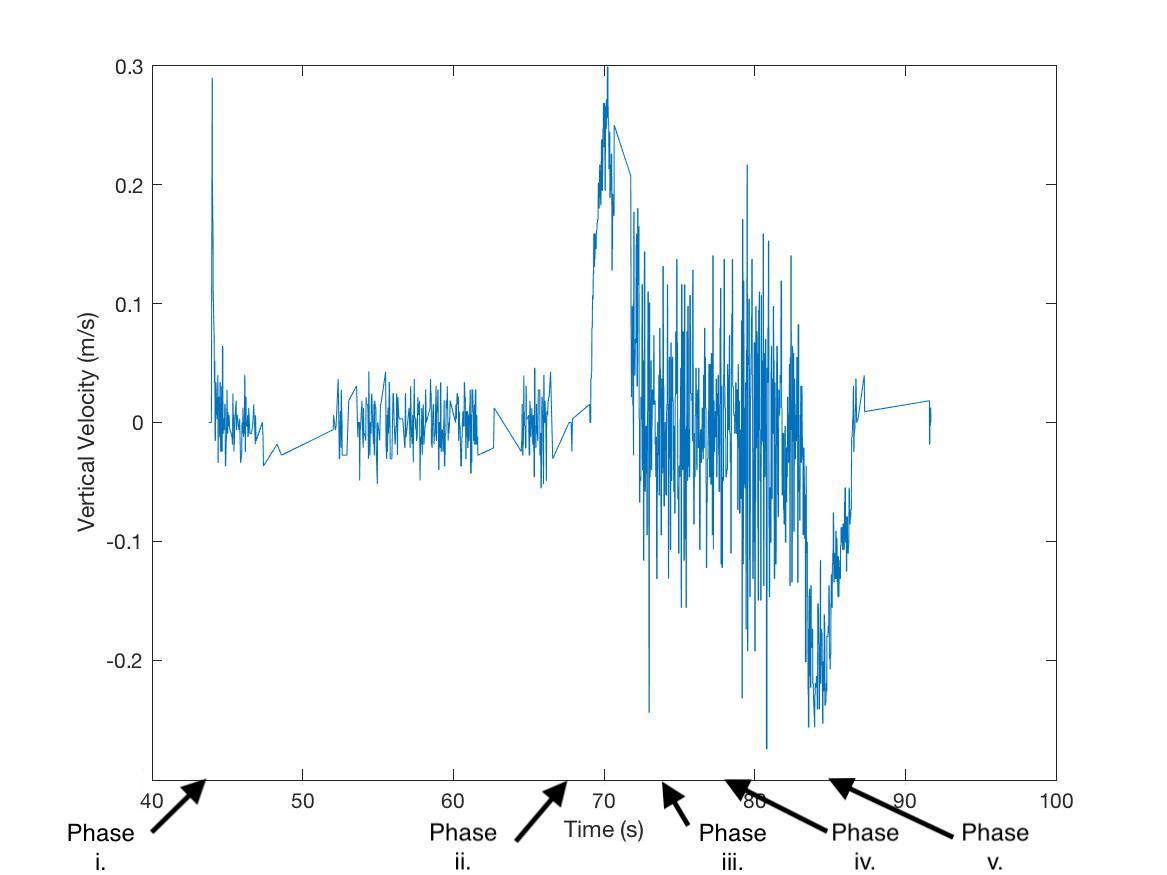 0.3
0.2
0.1
0
-0.1
-0.2
Vertical Velocity (m/s)
40 50 60 70 80 90 100
Time (s)
Phase
i.
Phase
ii.
Phase
iii.
Phase
iv.
Phase
v.